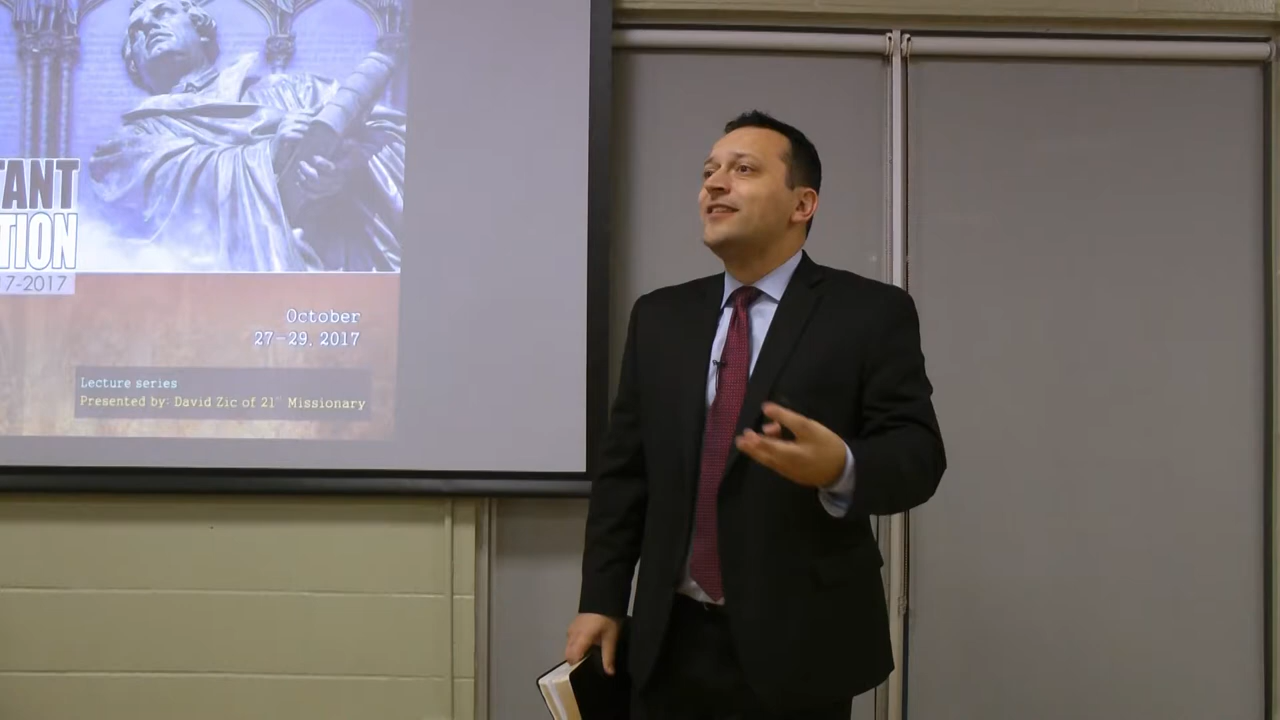 TANT
TION
7-2017
October
27-29, 2017
Lecture series
Presented by: David Zic of 21st Missionary